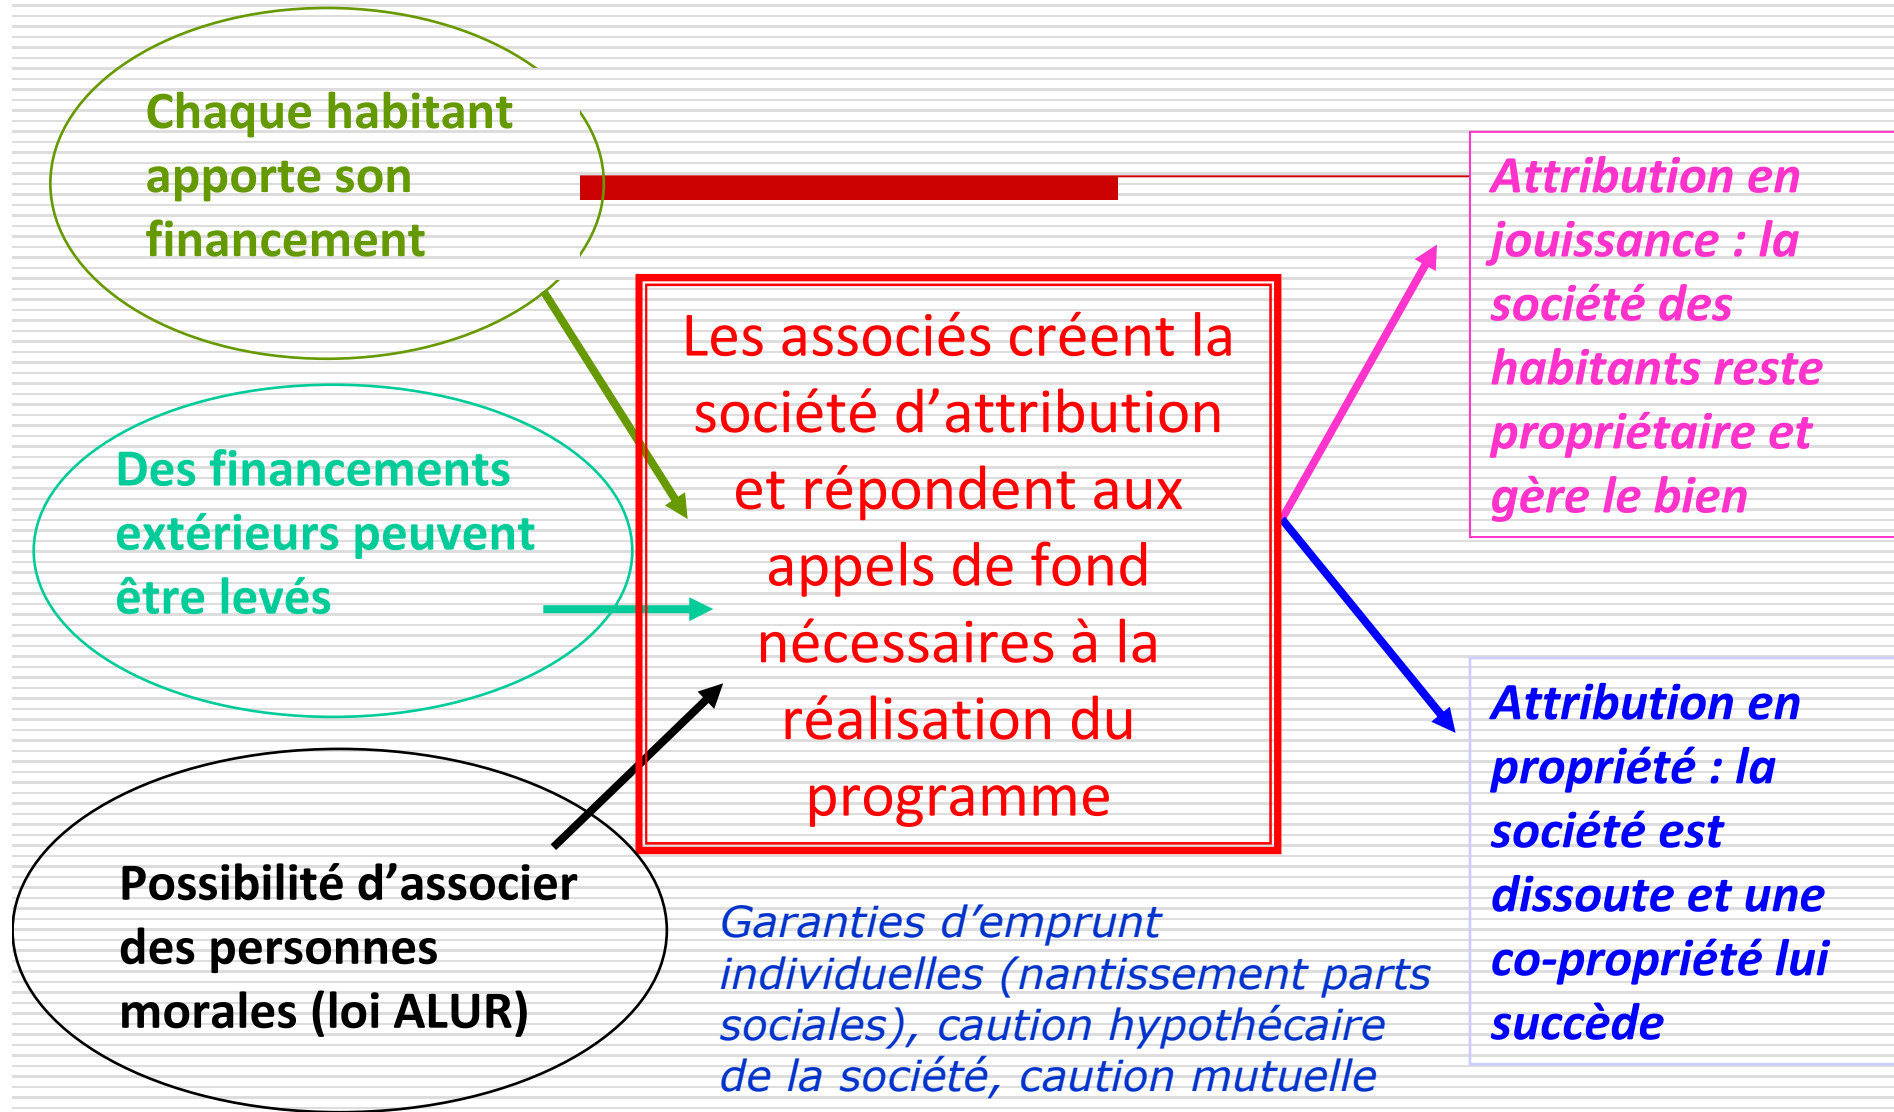 Chaque habitant
apporte son
financement
Des financements
extérieurs peuvent
être levés
Possibilité d’associer
des personnes
morales (loi ALUR)
Les associés créent la
société d’attribution
et répondent aux
appels de fond
nécessaires à la
réalisation du
programme
Garanties d’emprunt
individuelles (nantissement parts
sociales), caution hypothécaire
de la société, caution mutuelle
Attribution en
jouissance : la
société des
habitants reste
propriétaire et
gère le bien
Attribution en
propriété : la
société est
dissoute et une
co-propriété lui
succède